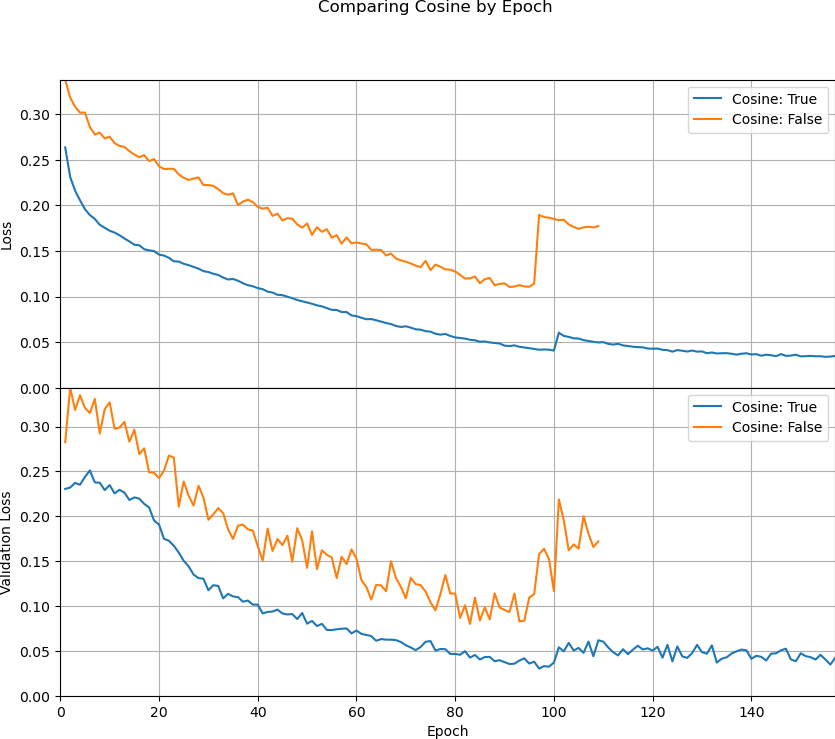 Comparing Cosine by Epoch
Cosine: True
Cosine: False
0.30
0.25
0.20
0.15
0.10
0.05
0.00
Loss
Cosine: True
Cosine: False
0.30
0.25
0.20
0.15
0.10
0.05
0.00
Validation Loss
0 20 40 60 80 100 120 140
Epoch